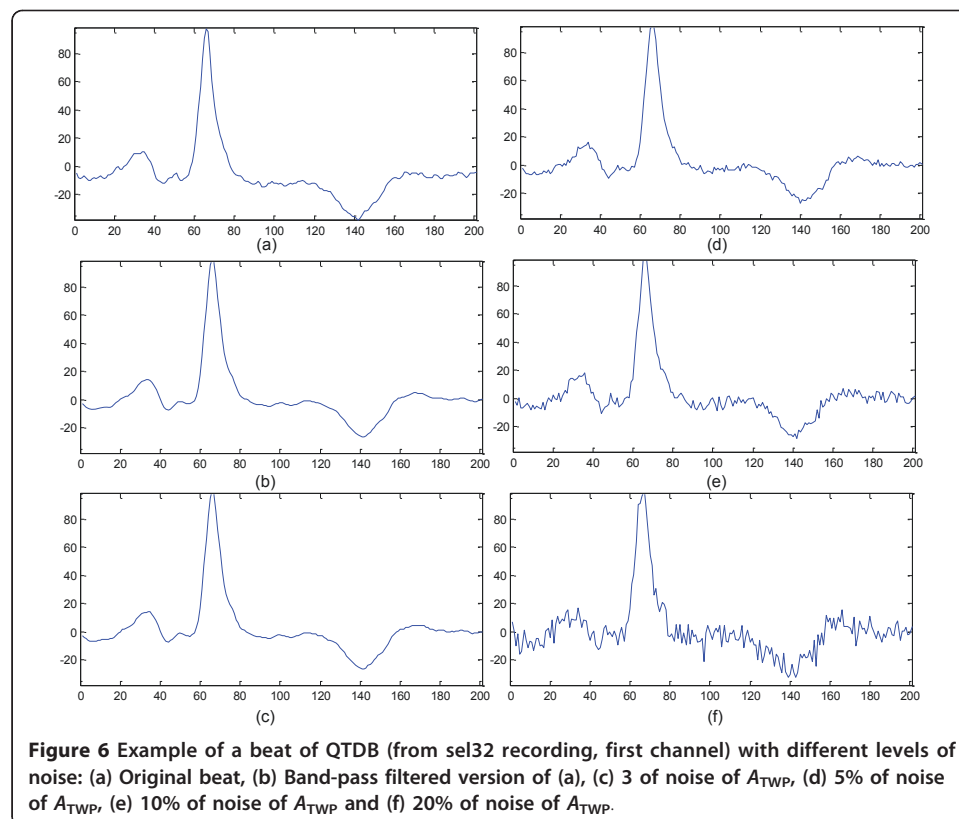 80
60
40
20
0
-20
0 20 40 60 80 100 120 140 160 180 200
(a)
80
60
40
20
0
-20
0 20 40 60 80 100 120 140 160 180 200
(d)
80
60
40
20
0
-20
0 20 40 60 80 100 120 140 160 180 200
(b)
80
60
40
20
0
-20
0 20 40 60 80 100 120 140 160 180 200
(e)
80
60
40
20
0
-20
0 20 40 60 80 100 120 140 160 180 200
(c)
80
60
40
20
0
-20
0 20 40 60 80 100 120 140 160 180 200
(f)
Figure 6 Example of a beat of QTDB (from sel32 recording, first channel) with different levels of
noise: (a) Original beat, (b) Band-pass filtered version of (a), (c) 3 of noise of ATWP, (d) 5% of noise
of ATWP, (e) 10% of noise of ATWP and (f) 20% of noise of ATWP.